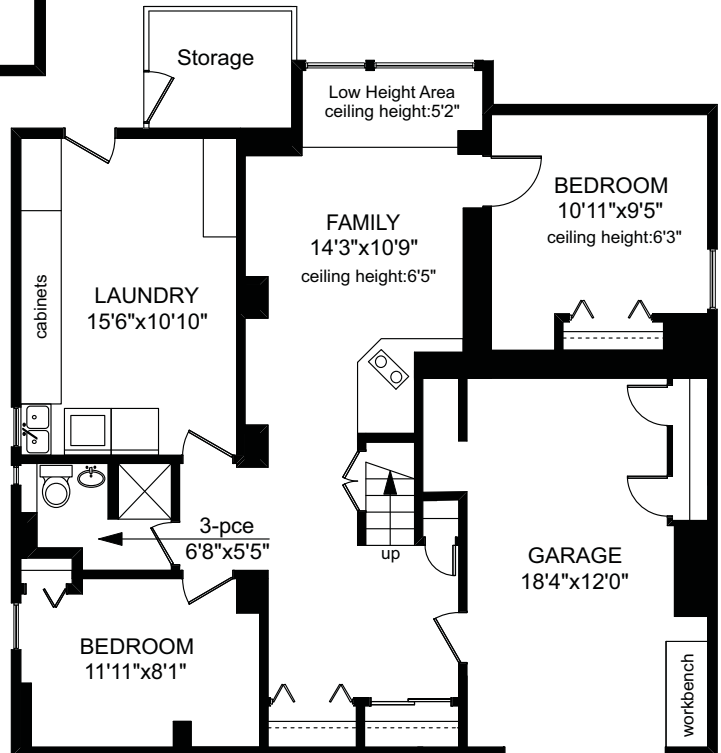 Storage
Low Height Area
ceiling height:5'2"
BEDROOM
10'11"x9'5"
ceiling height:6'3"
FAMILY
14'3"x10'9"
ceiling height:6'5"
cabinets
LAUNDRY
15'6"x10'10"
3-pce
6'8"x5'5"
up
GARAGE
18'4"x12'0"
BEDROOM
11'11"x8'1"
workbench